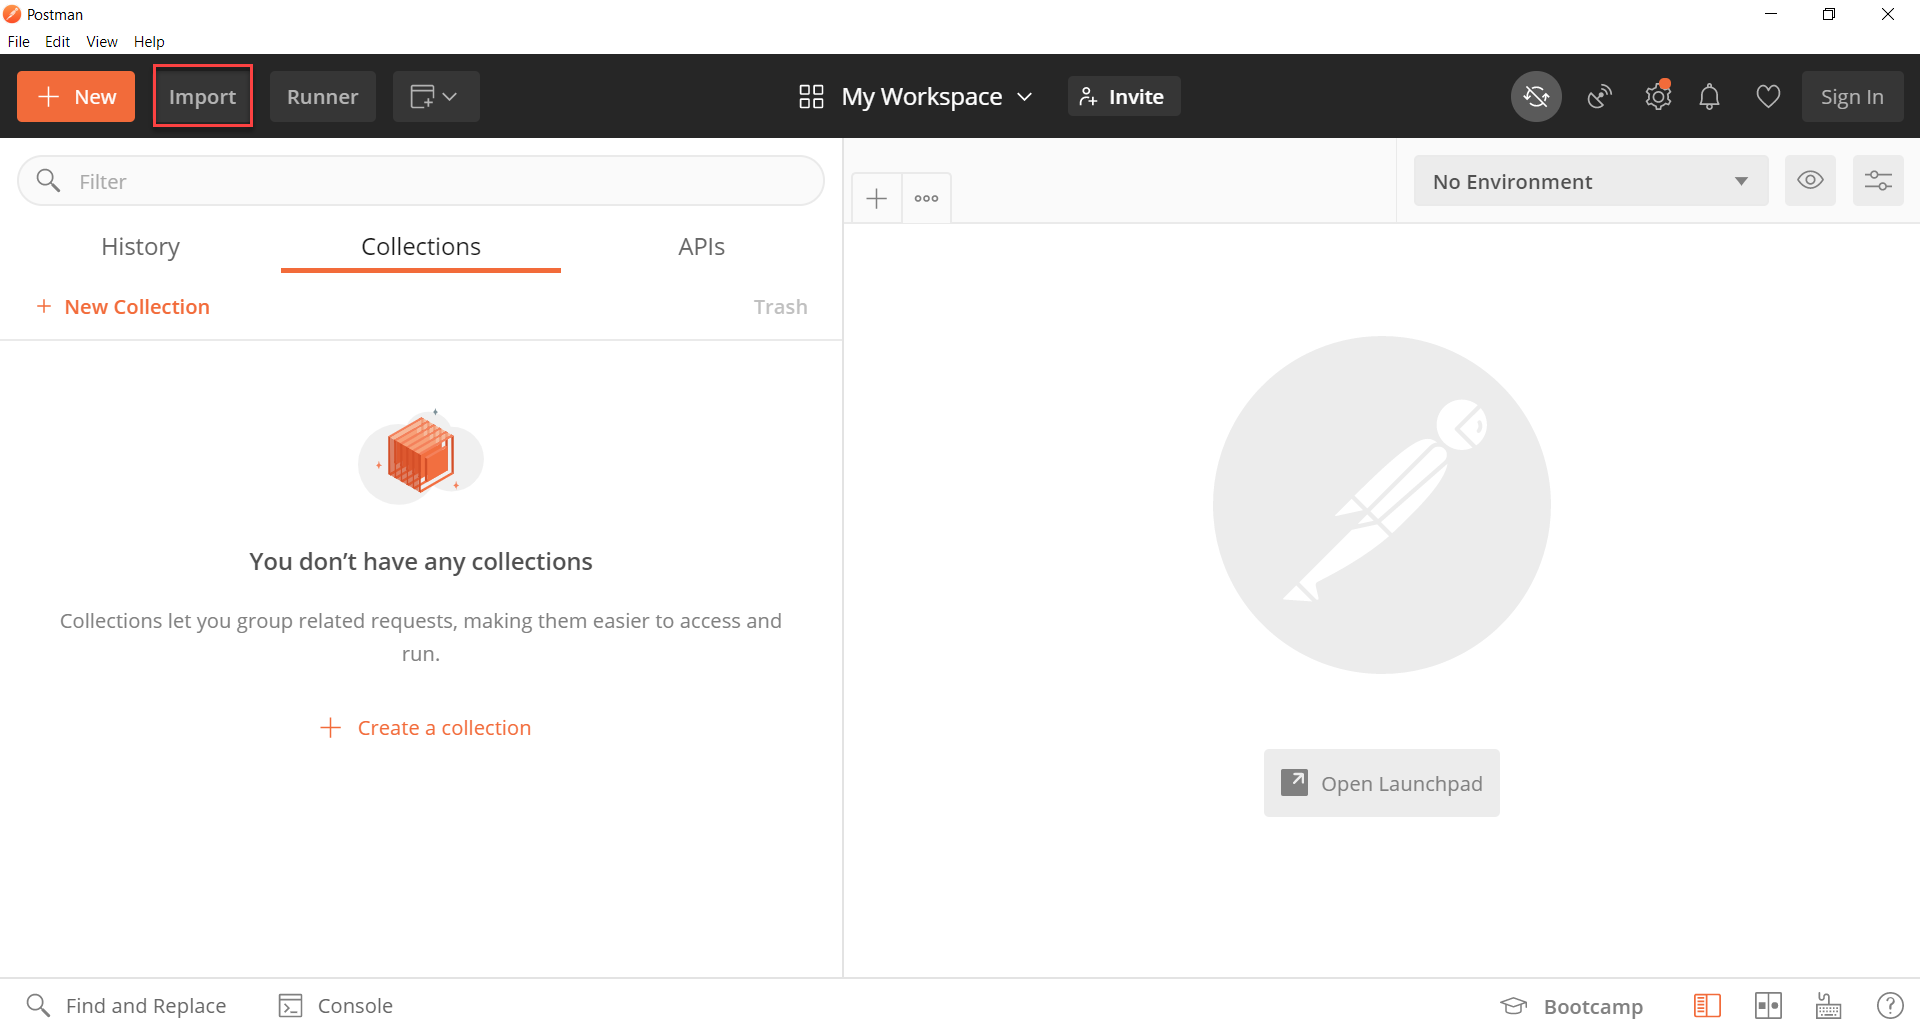 Postman
File Edit View Help
New Import Runner My Workspace Invite Sign In
Filter
No Environment
History Collections APIs
New Collection Trash
You don’t have any collections
Collections let you group related requests, making them easier to access and
run.
Create a collection
Open Launchpad
Find and Replace Console Bootcamp